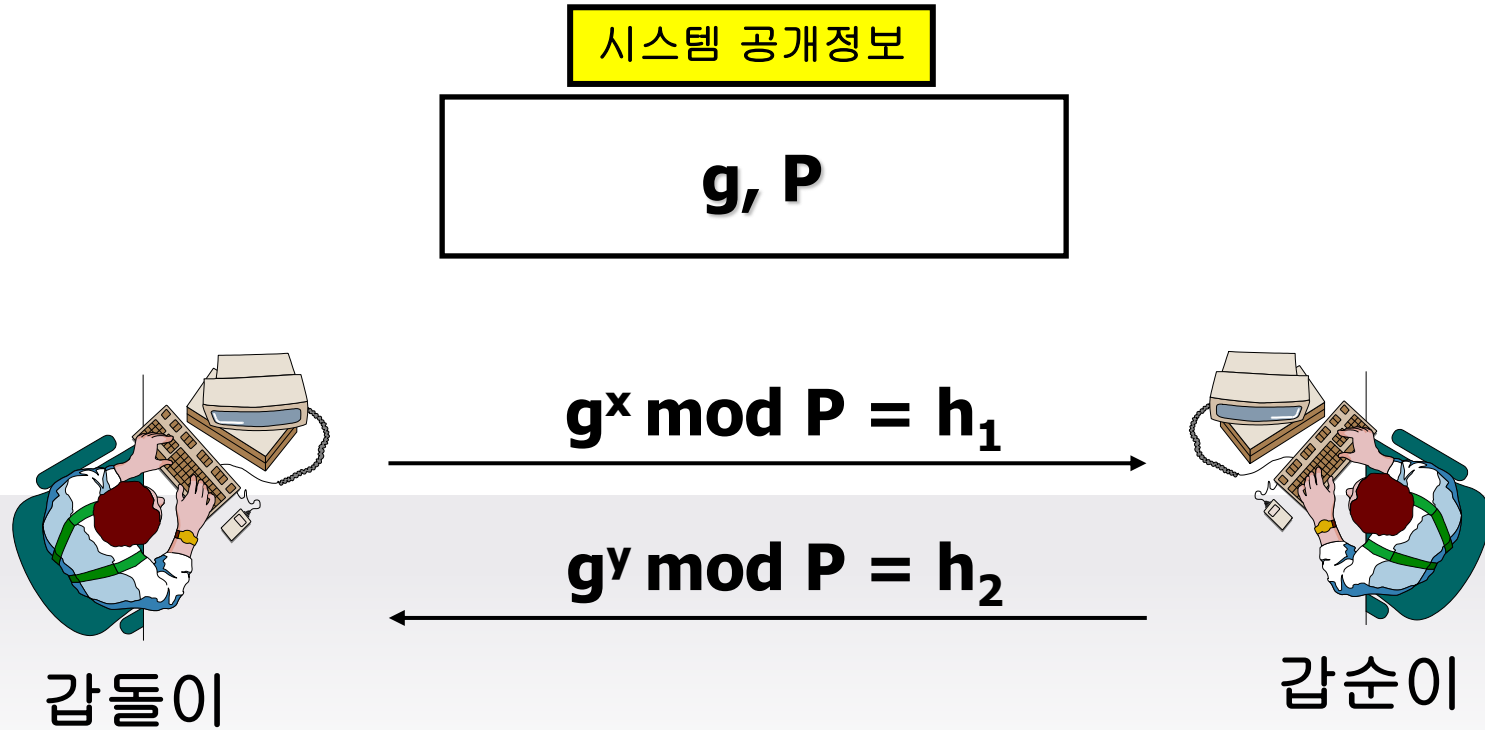 시스템 공개정보
g, P
gˣ mod P = h₁
gʸ mod P = h₂
갑돌이
갑순이